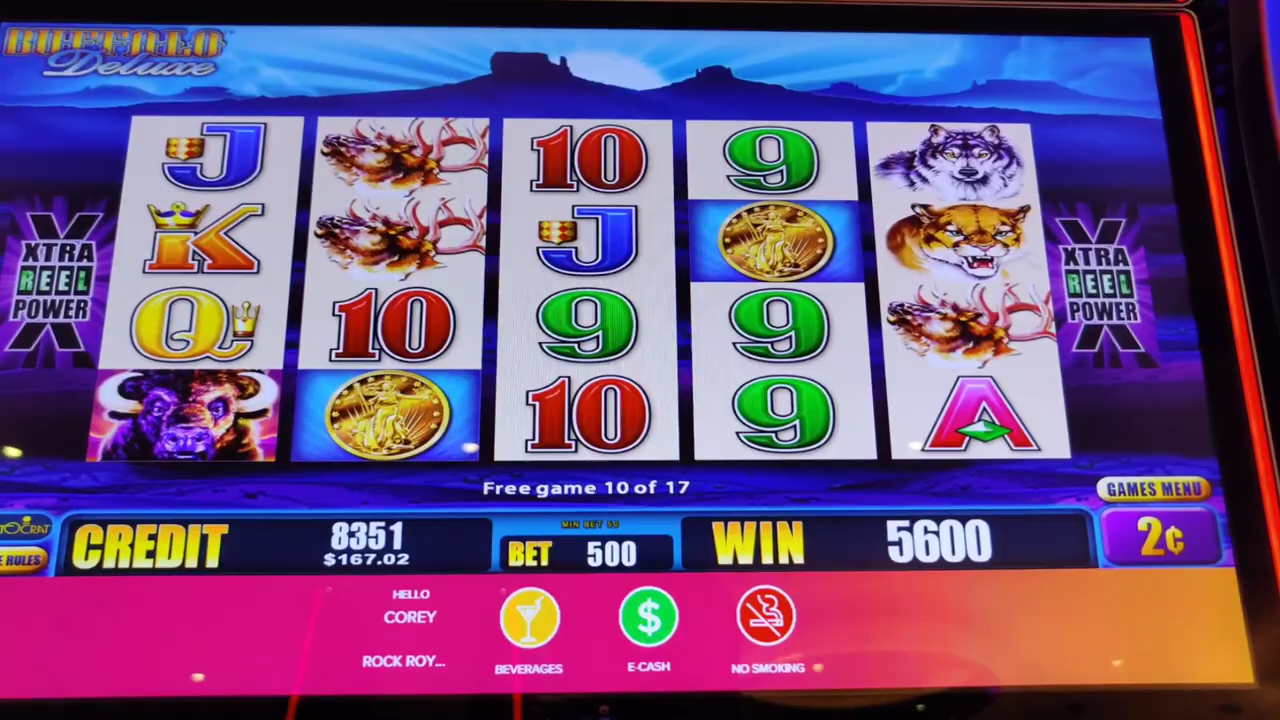 BUFFALO
Deluxe
J 10 9
K J
Q 10 9 9
10 9 A
XTRA
REEL
POWER
X
XTRA
REEL
POWER
X
Free game 10 of 17
GAMES MENU
CREDIT 8351
$167.02
MIN BET 50
BET 500
WIN 5600
2¢
RULES
HELLO
COREY
ROCK ROY...
BEVERAGES
E-CASH
NO SMOKING